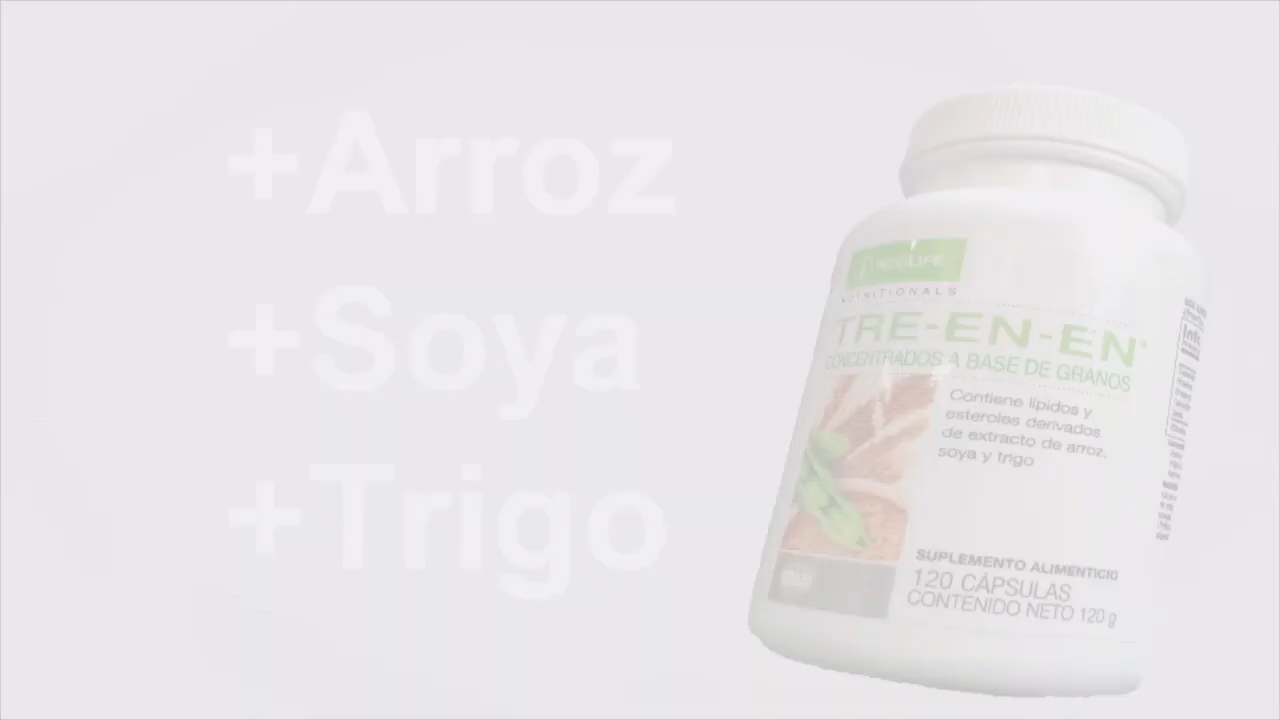 +Arroz
+Soya
+Trigo
NEOLIFE
NUTRITIONALS
TRE-EN-EN
CONCENTRADOS A BASE DE GRANOS
Contiene lípidos y
esteroles derivados
de extracto de arroz,
soya y trigo
SUPLEMENTO ALIMENTICIO
120 CÁPSULAS
CONTENIDO NETO 120 g